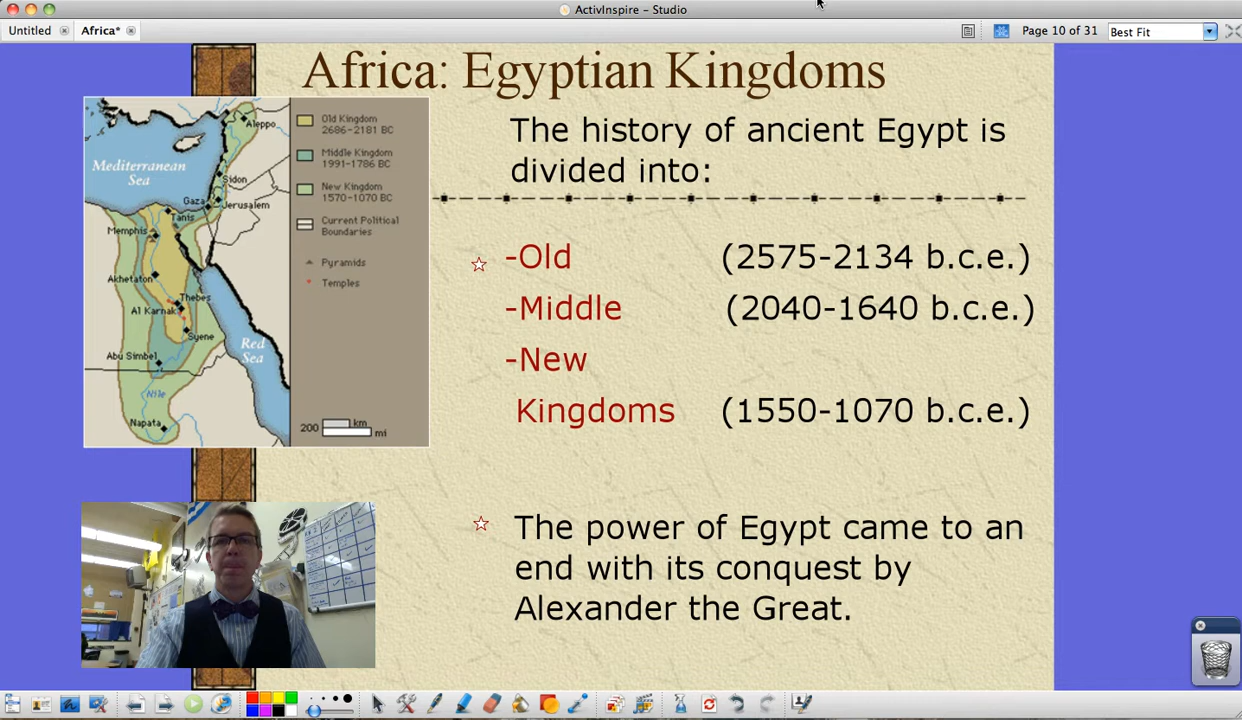 ActivInspire - Studio
Untitled
Africa*
Page 10 of 31
Best Fit
Africa: Egyptian Kingdoms
The history of ancient Egypt is
divided into:
-Old (2575-2134 b.c.e.)
-Middle (2040-1640 b.c.e.)
-New
Kingdoms (1550-1070 b.c.e.)
The power of Egypt came to an
end with its conquest by
Alexander the Great.
Old Kingdom
2686-2181 BC
Middle Kingdom
1991-1786 BC
New Kingdom
1570-1070 BC
Current Political
Boundaries
Pyramids
Temples
200 km
mi
Aleppo
Mediterranean
Sea
Sidon
Gaza
Jerusalem
Tanis
Memphis
Akhetaton
Thebes
Al Karnak
Syene
Red
Sea
Abu Simbel
Nile
Napata